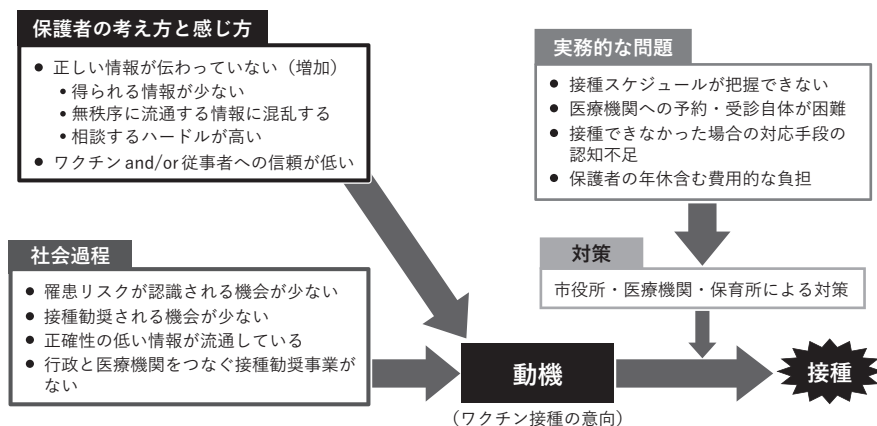 保護者の考え方と感じ方
● 正しい情報が伝わっていない（増加）
• 得られる情報が少ない
• 無秩序に流通する情報に混乱する
• 相談するハードルが高い
● ワクチン and/or 従事者への信頼が低い
実務的な問題
● 接種スケジュールが把握できない
● 医療機関への予約・受診自体が困難
● 接種できなかった場合の対応手段の
認知不足
● 保護者の年休含む費用的な負担
社会過程
● 罹患リスクが認識される機会が少ない
● 接種勧奨される機会が少ない
● 正確性の低い情報が流通している
● 行政と医療機関をつなぐ接種勧奨事業が
ない
対策
市役所・医療機関・保育所による対策
動機
（ワクチン接種の意向）
接種